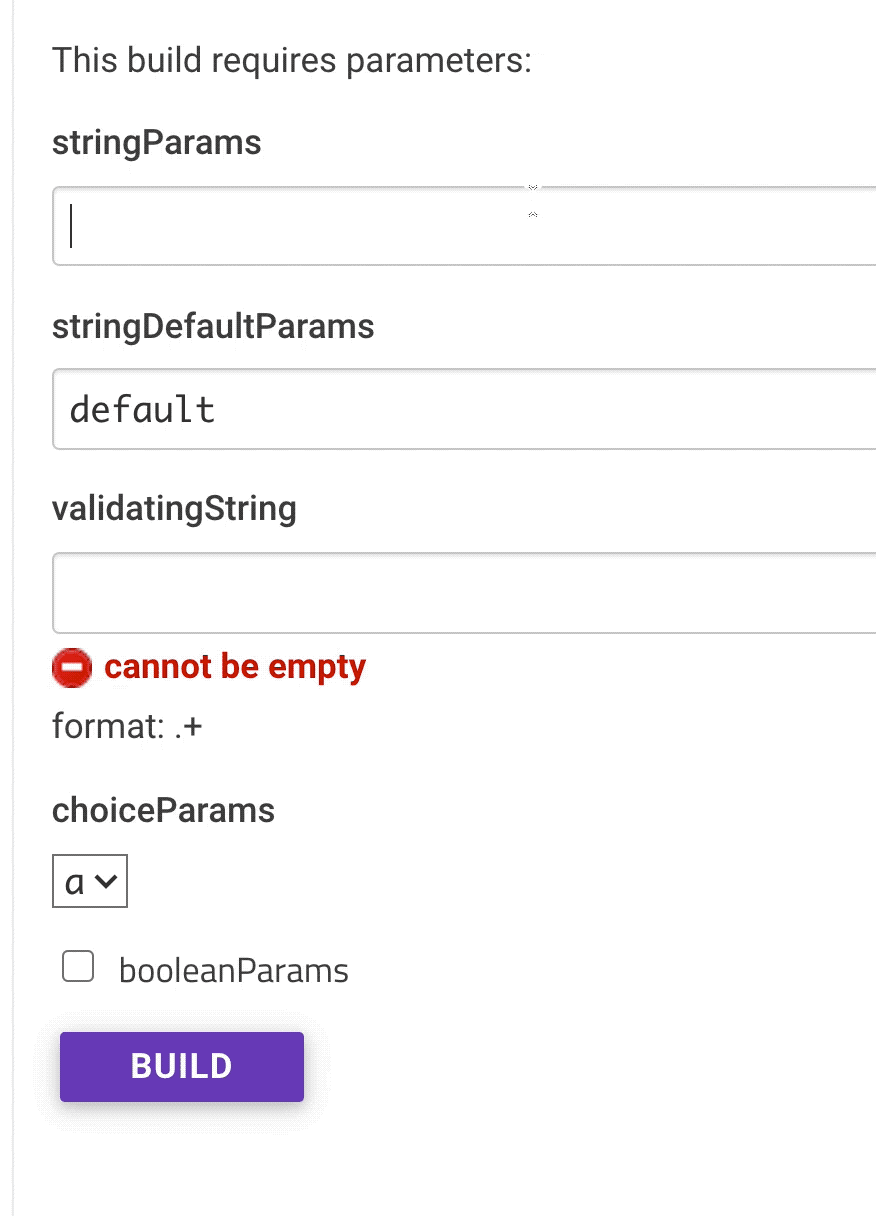 This build requires parameters:
stringParams
stringDefaultParams
default
validatingString
cannot be empty
format: .+
choiceParams
a
booleanParams
BUILD